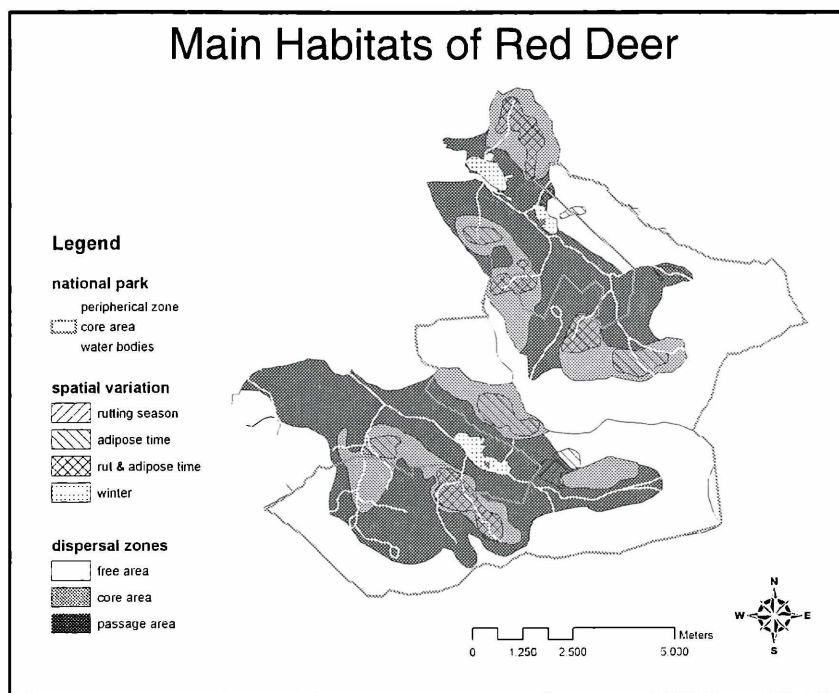 Main Habitats of Red Deer
Legend
national park
peripherical zone
core area
water bodies
spatial variation
rutting season
adipose time
rut & adipose time
winter
dispersal zones
free area
core area
passage area
N
W E
S
Meters
0 1.250 2.500 5.000